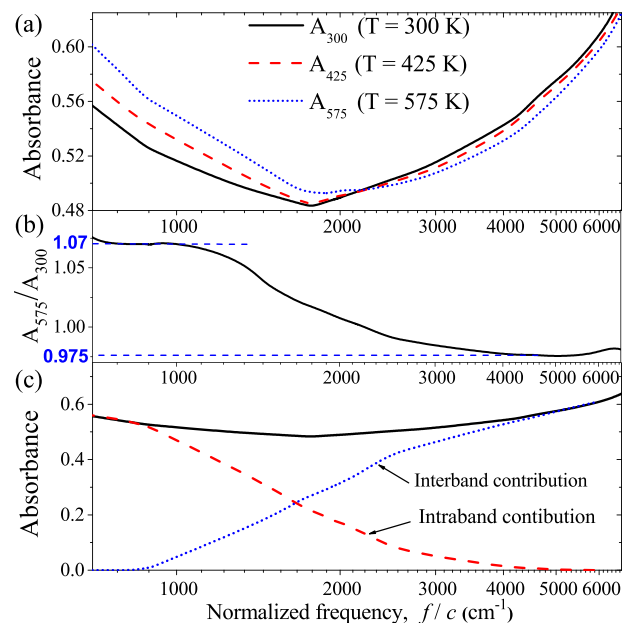 (a)
A300 (T = 300 K)
A425 (T = 425 K)
A575 (T = 575 K)
Absorbance
0.60
0.56
0.52
0.48
1000 2000 3000 4000 5000 6000
(b)
A575/A300
1.07
1.05
1.00
0.975
1000 2000 3000 4000 5000 6000
(c)
Absorbance
0.6
0.4
0.2
0.0
Interband contribution
Intraband contibution
1000 2000 3000 4000 5000 6000
Normalized frequency, f / c (cm⁻¹)